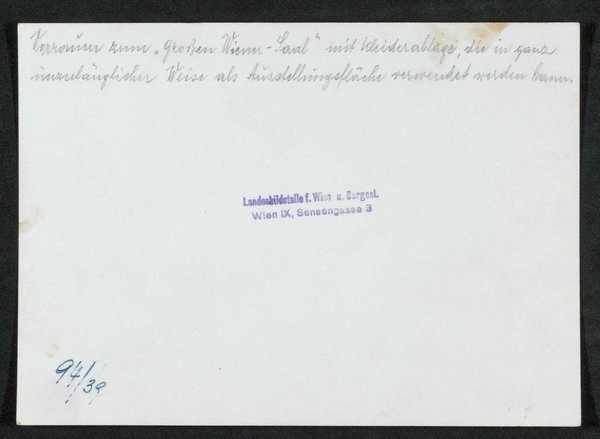 Vorraum zum „Großen Wiener-Saal" mit Kleiderablage, die in ganz
unzulänglicher Weise als Ausstellungsfläche verwendet werden kann.
Landesbildstelle f. Wien u. Burgenl.
Wien IX, Sensengasse 3
94/39